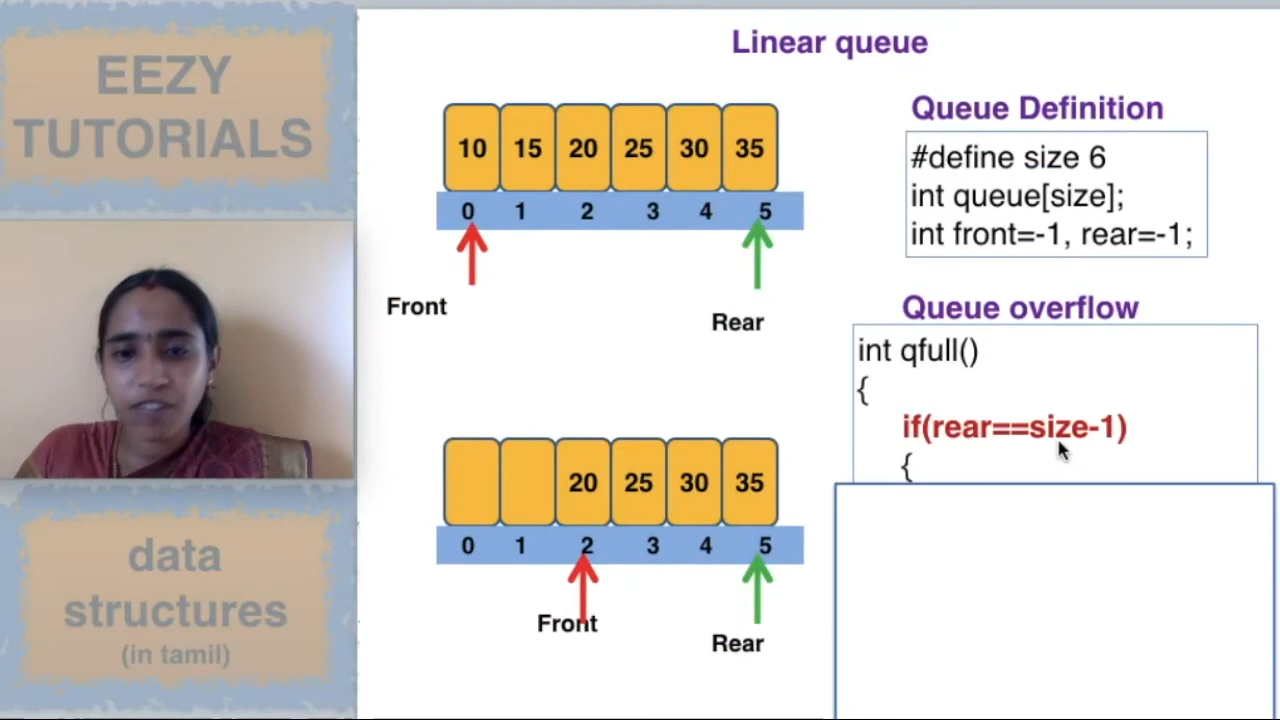 EEZY
TUTORIALS
data
structures
(in tamil)
Linear queue
10 15 20 25 30 35
0 1 2 3 4 5
Front
Rear
20 25 30 35
0 1 2 3 4 5
Front
Rear
Queue Definition
#define size 6
int queue[size];
int front=-1, rear=-1;
Queue overflow
int qfull()
{
if(rear==size-1)
{